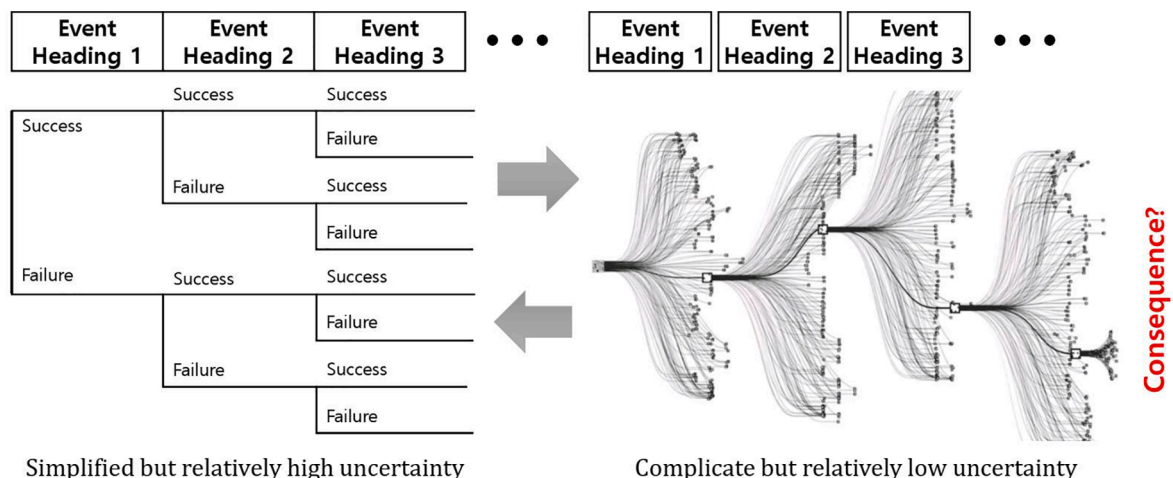 Event Heading 1
Event Heading 2
Event Heading 3
Event Heading 1
Event Heading 2
Event Heading 3
Success
Success
Success
Failure
Failure
Success
Failure
Failure
Success
Success
Failure
Failure
Success
Failure
Consequence?
Simplified but relatively high uncertainty
Complicate but relatively low uncertainty